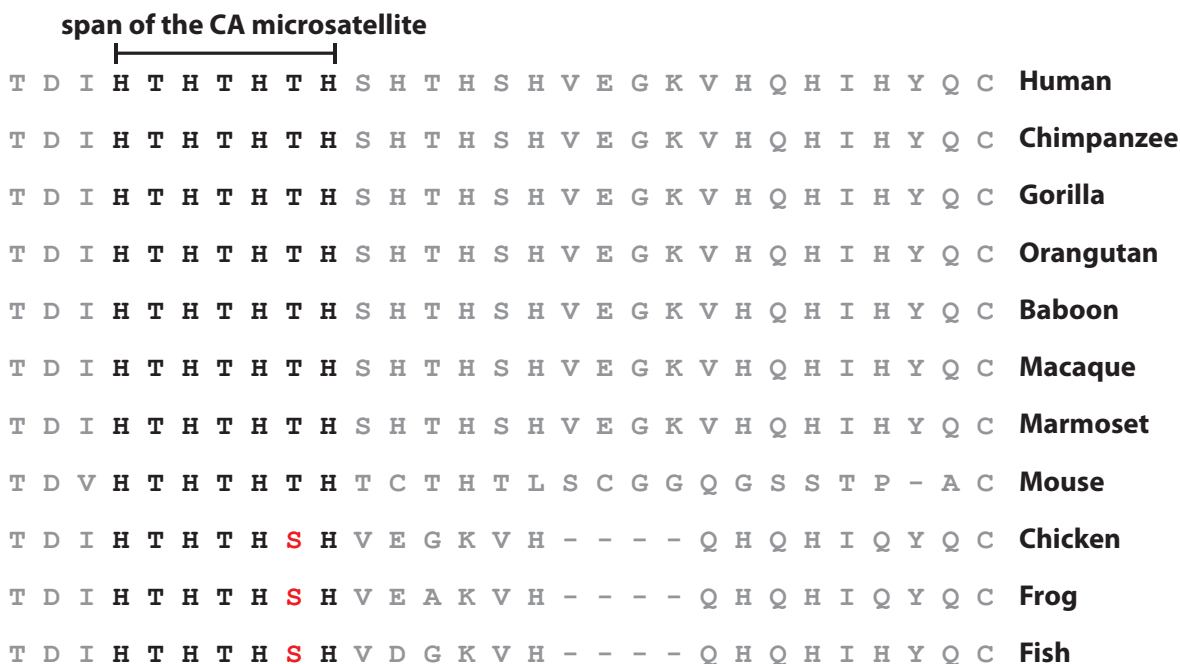 span of the CA microsatellite
T D I H T H T H T H S H T H S H V E G K V H Q H I H Y Q C Human
T D I H T H T H T H S H T H S H V E G K V H Q H I H Y Q C Chimpanzee
T D I H T H T H T H S H T H S H V E G K V H Q H I H Y Q C Gorilla
T D I H T H T H T H S H T H S H V E G K V H Q H I H Y Q C Orangutan
T D I H T H T H T H S H T H S H V E G K V H Q H I H Y Q C Baboon
T D I H T H T H T H S H T H S H V E G K V H Q H I H Y Q C Macaque
T D I H T H T H T H S H T H S H V E G K V H Q H I H Y Q C Marmoset
T D V H T H T H T H T C T H T L S C G G Q G S S T P - A C Mouse
T D I H T H T H S H V E G K V H - - - - Q H Q H I Q Y Q C Chicken
T D I H T H T H S H V E A K V H - - - - Q H Q H I Q Y Q C Frog
T D I H T H T H S H V D G K V H - - - - Q H Q H I H Y Q C Fish